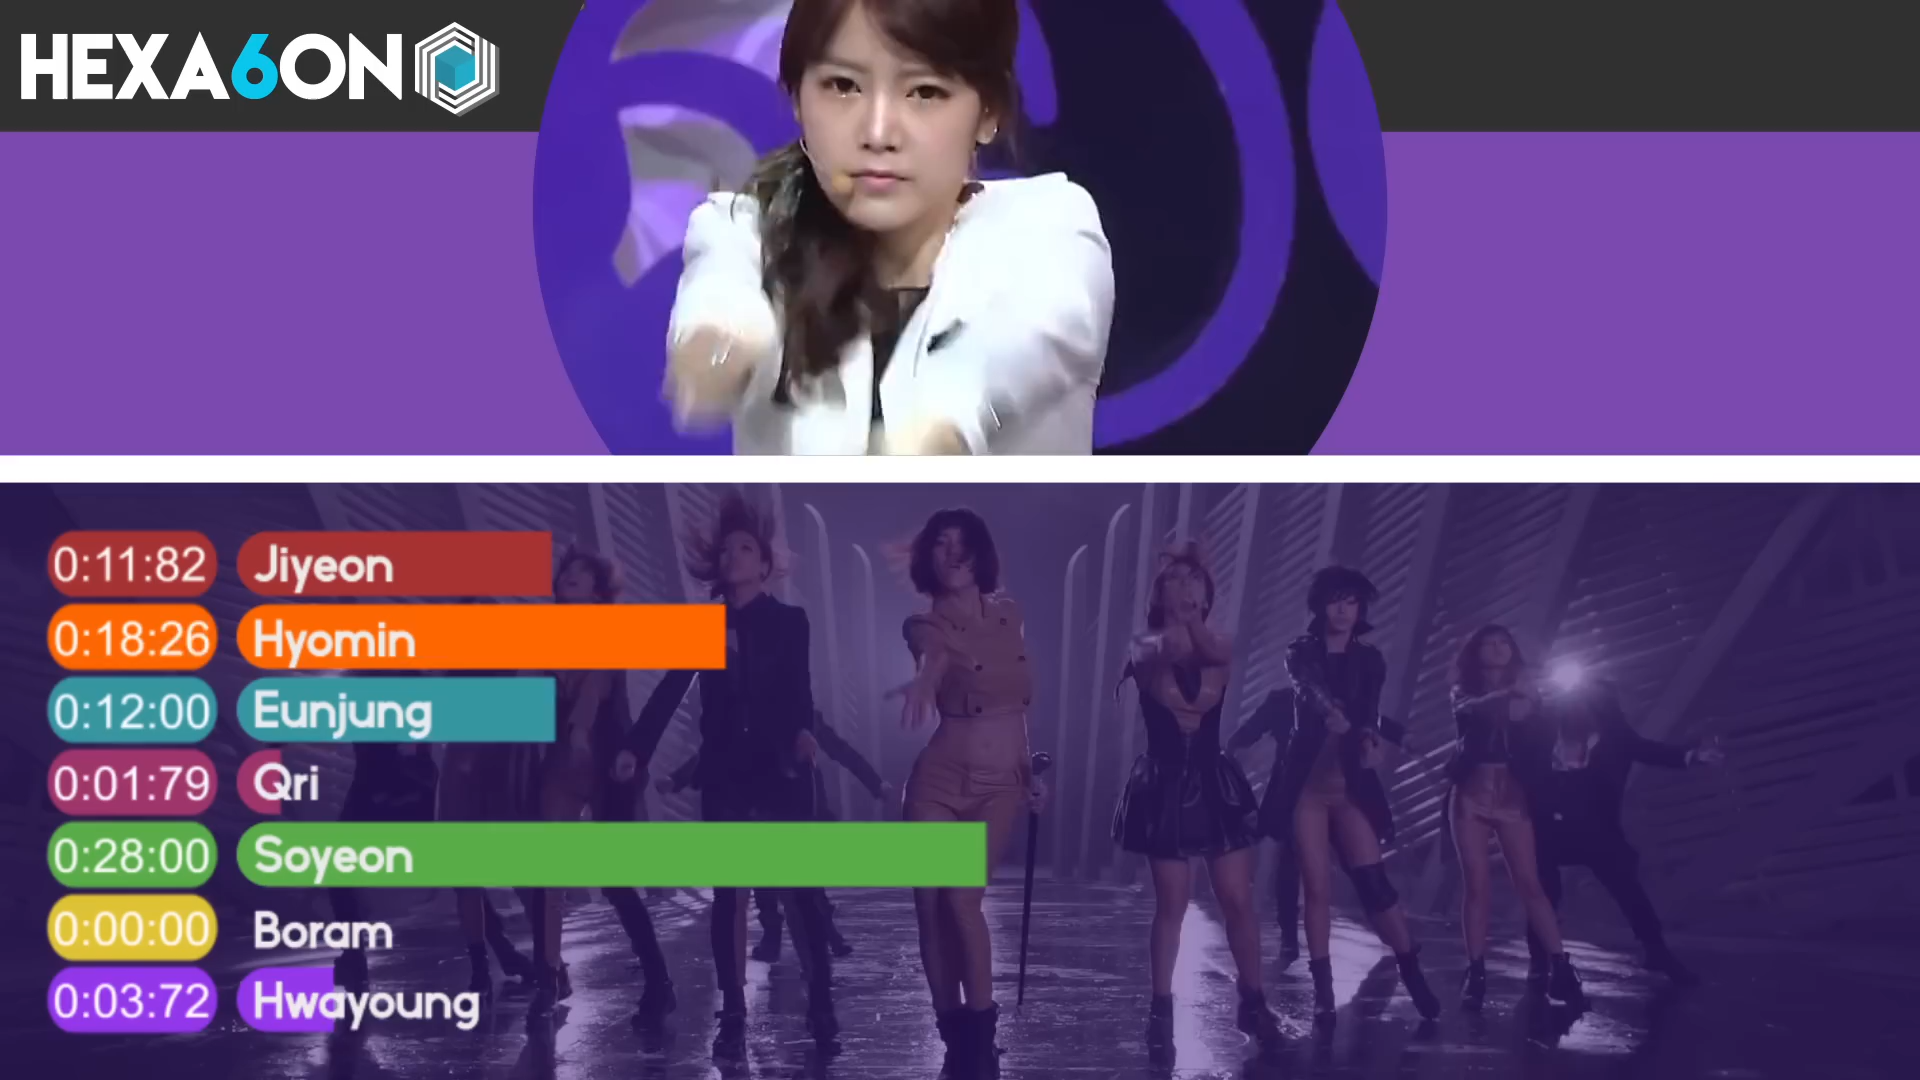 HEXA6ON
0:11:82 Jiyeon
0:18:26 Hyomin
0:12:00 Eunjung
0:01:79 Qri
0:28:00 Soyeon
0:00:00 Boram
0:03:72 Hwayoung